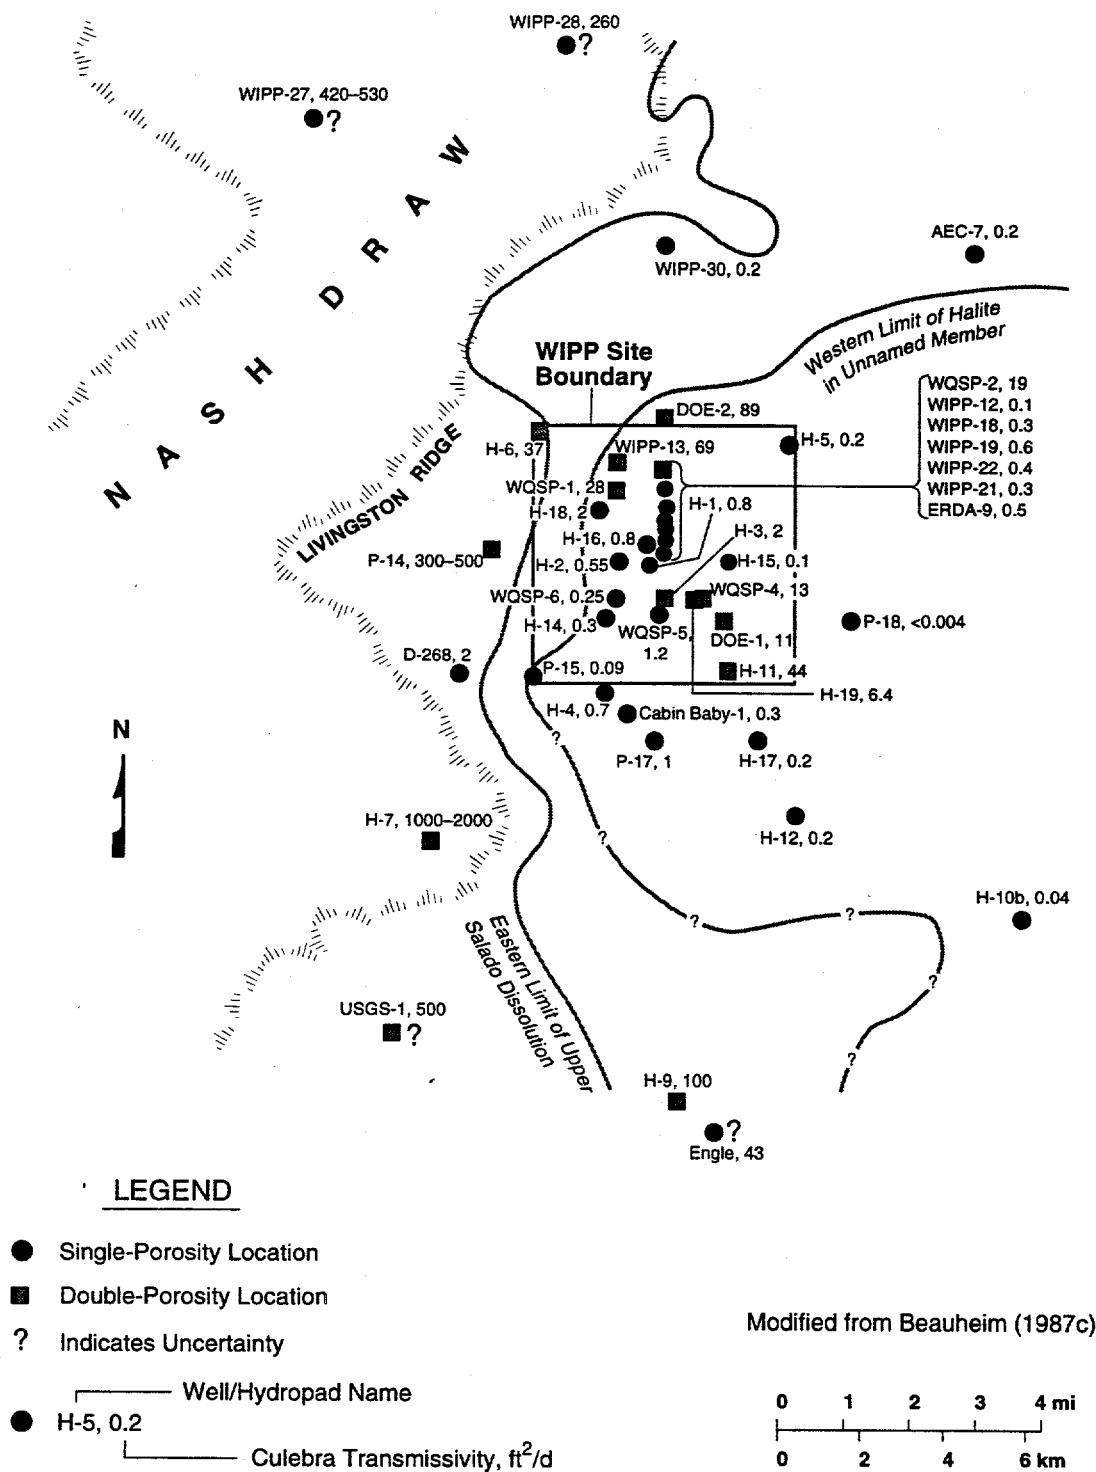 WIPP-28, 260
?
WIPP-27, 420–530
?
NASH DRAW
AEC-7, 0.2
WIPP-30, 0.2
Western Limit of Halite
in Unnamed Member
WIPP Site
Boundary
WQSP-2, 19
WIPP-12, 0.1
WIPP-18, 0.3
WIPP-19, 0.6
WIPP-22, 0.4
WIPP-21, 0.3
ERDA-9, 0.5
DOE-2, 89
H-5, 0.2
H-6, 37
WIPP-13, 69
LIVINGSTON RIDGE
WQSP-1, 28
H-18, 2
H-1, 0.8
H-16, 0.8
H-3, 2
P-14, 300–500
H-2, 0.55
H-15, 0.1
WQSP-6, 0.25
WQSP-4, 13
H-14, 0.3
WQSP-5,
1.2
DOE-1, 11
P-18, <0.004
D-268, 2
P-15, 0.09
H-11, 44
H-19, 6.4
H-4, 0.7
Cabin Baby-1, 0.3
N
?
P-17, 1
H-17, 0.2
H-7, 1000–2000
?
H-12, 0.2
H-10b, 0.04
?
?
Eastern Limit of Upper
Salado Dissolution
?
USGS-1, 500
?
?
H-9, 100
?
Engle, 43
LEGEND
Single-Porosity Location
Double-Porosity Location
? Indicates Uncertainty
Well/Hydropad Name
H-5, 0.2
Culebra Transmissivity, ft²/d
Modified from Beauheim (1987c)
0 1 2 3 4 mi
0 2 4 6 km